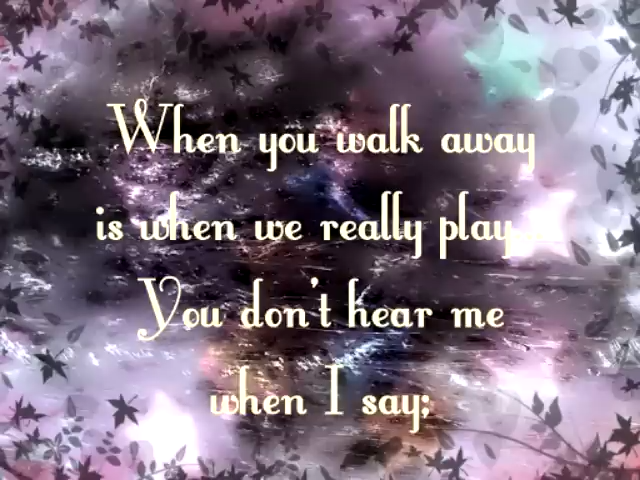 When you walk away
is when we really play...
You don't hear me
when I say;